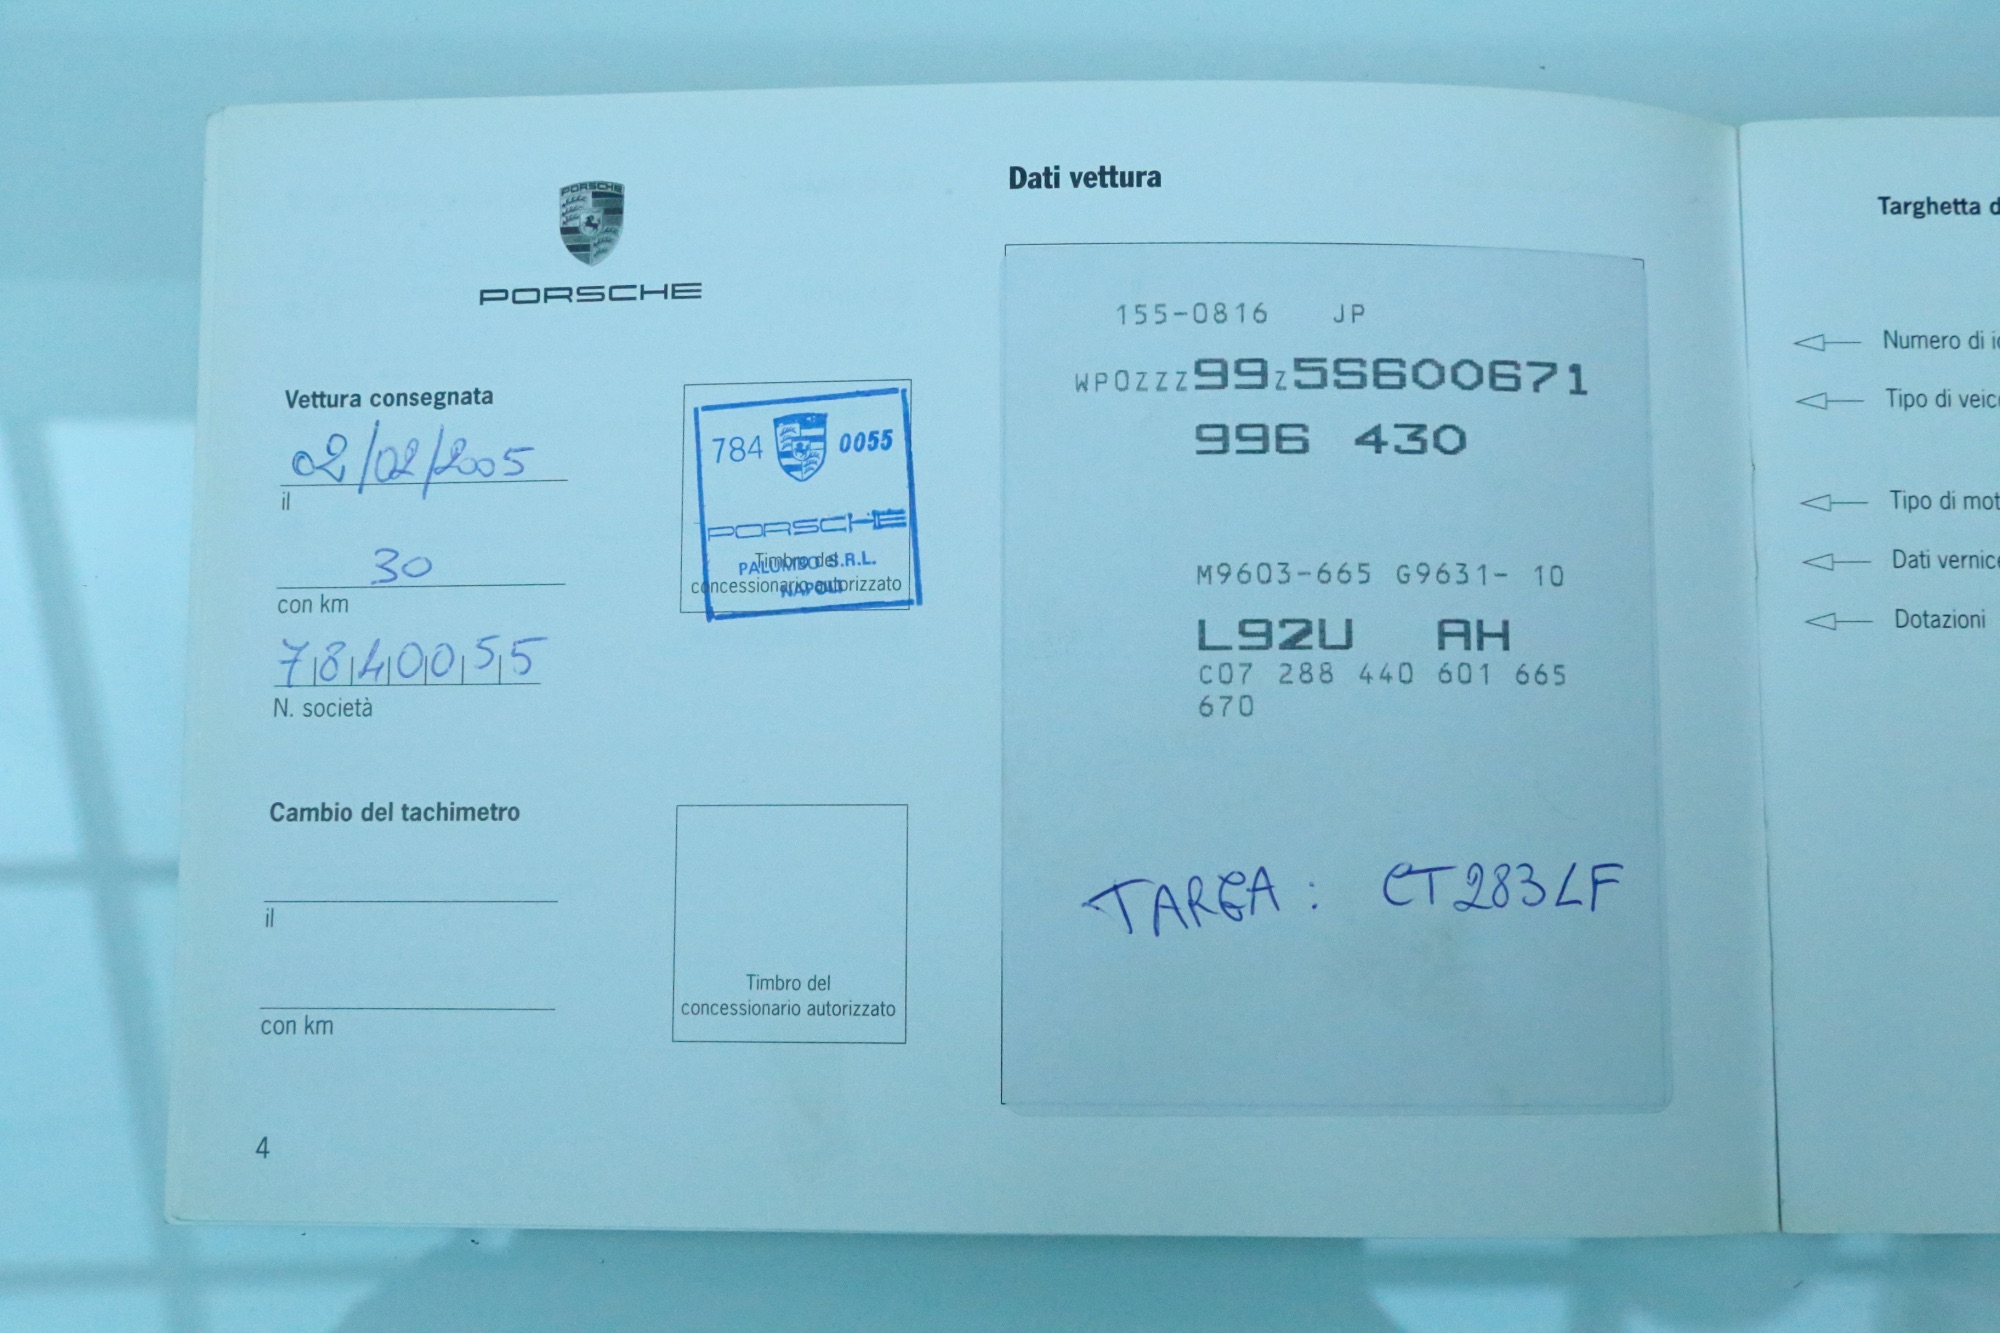 PORSCHE
PORSCHE
Vettura consegnata
02/02/2005
il
30
con km
7840055
N. società
784 0055
PORSCHE
PALUMBO S.R.L.
NAPOLI
Timbro del
concessionario autorizzato
Cambio del tachimetro
il
con km
Timbro del
concessionario autorizzato
4
Dati vettura
155-0816 JP
WP0ZZZ99Z5S600671
996 430
M9603-665 G9631- 10
L92U AH
C07 288 440 601 665
670
TARGA: CT283LF
Targhetta d
Numero di i
Tipo di veic
Tipo di mot
Dati vernic
Dotazioni